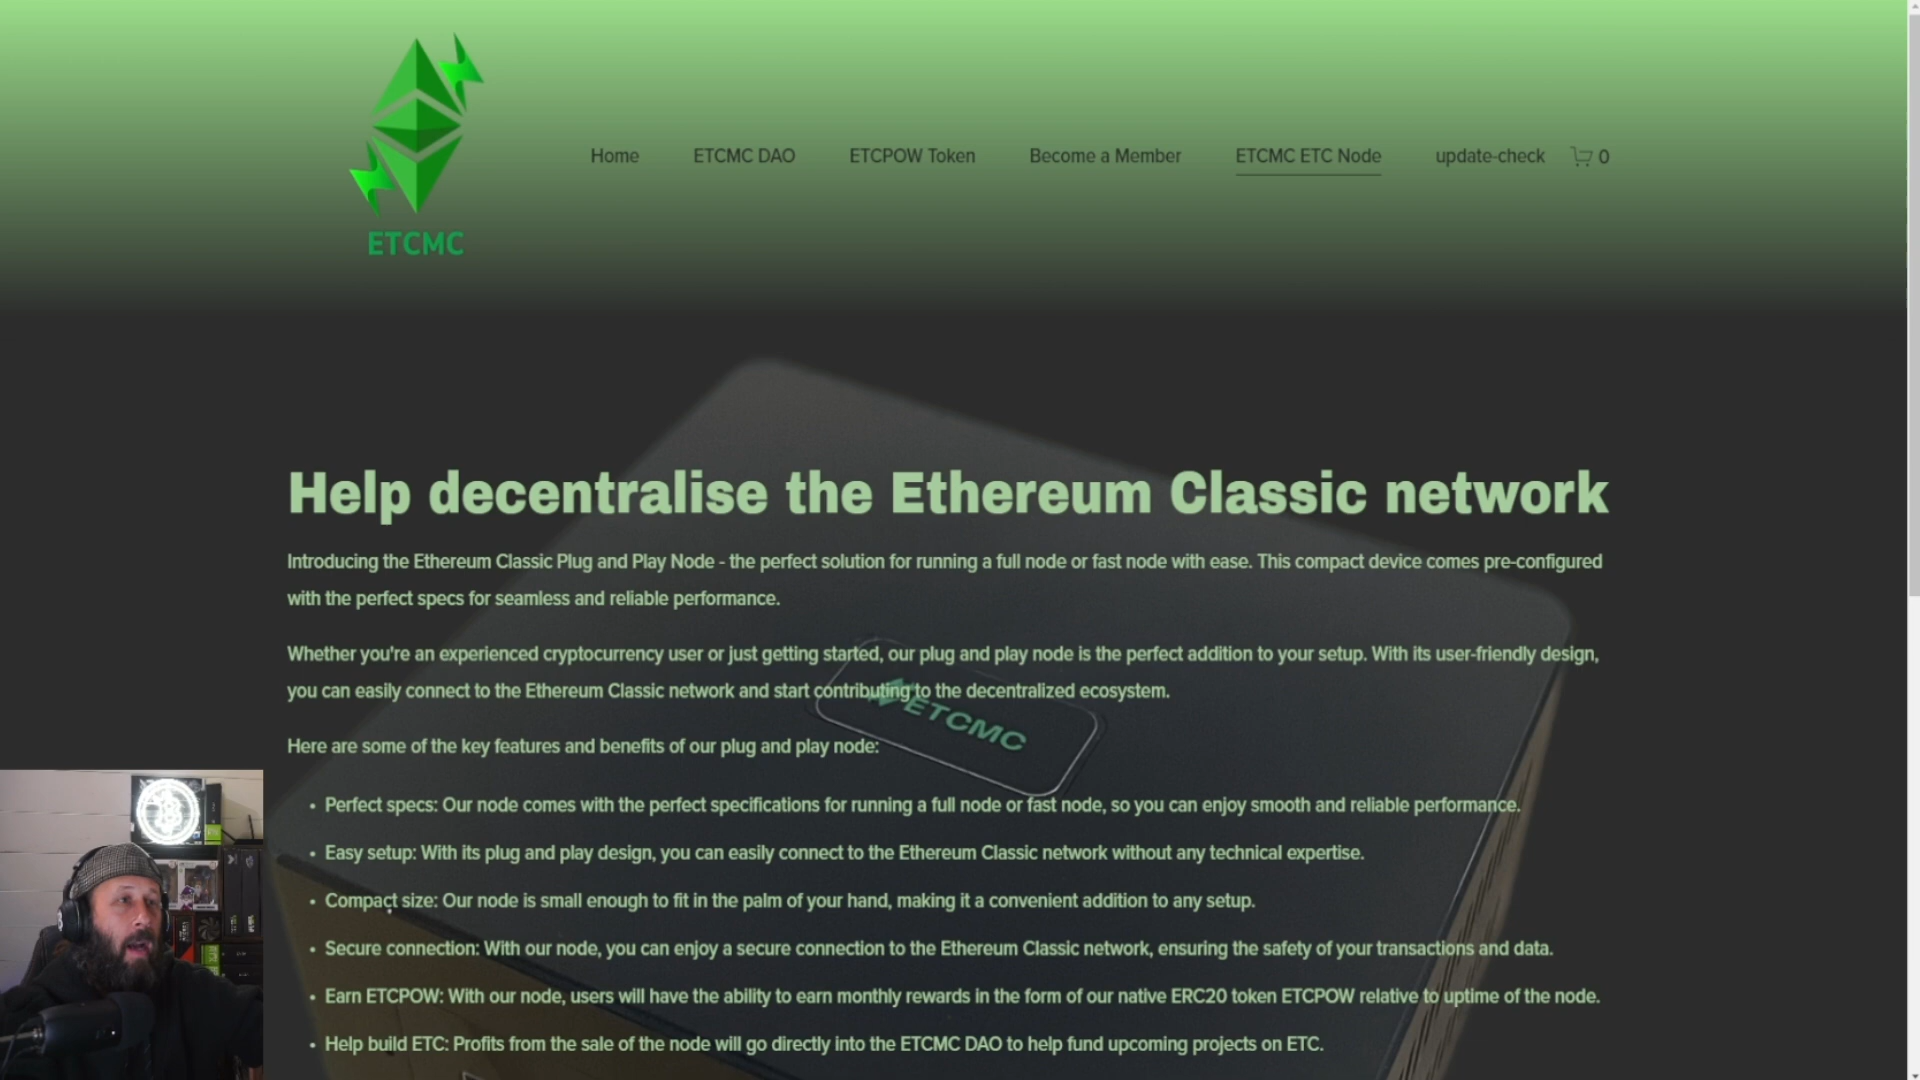 ETCMC
Home ETCMC DAO ETCPOW Token Become a Member ETCMC ETC Node update-check 0
Help decentralise the Ethereum Classic network
Introducing the Ethereum Classic Plug and Play Node - the perfect solution for running a full node or fast node with ease. This compact device comes pre-configured
with the perfect specs for seamless and reliable performance.
Whether you're an experienced cryptocurrency user or just getting started, our plug and play node is the perfect addition to your setup. With its user-friendly design,
you can easily connect to the Ethereum Classic network and start contributing to the decentralized ecosystem.
ETCMC
Here are some of the key features and benefits of our plug and play node:
• Perfect specs: Our node comes with the perfect specifications for running a full node or fast node, so you can enjoy smooth and reliable performance.
• Easy setup: With its plug and play design, you can easily connect to the Ethereum Classic network without any technical expertise.
• Compact size: Our node is small enough to fit in the palm of your hand, making it a convenient addition to any setup.
• Secure connection: With our node, you can enjoy a secure connection to the Ethereum Classic network, ensuring the safety of your transactions and data.
• Earn ETCPOW: With our node, users will have the ability to earn monthly rewards in the form of our native ERC20 token ETCPOW relative to uptime of the node.
• Help build ETC: Profits from the sale of the node will go directly into the ETCMC DAO to help fund upcoming projects on ETC.